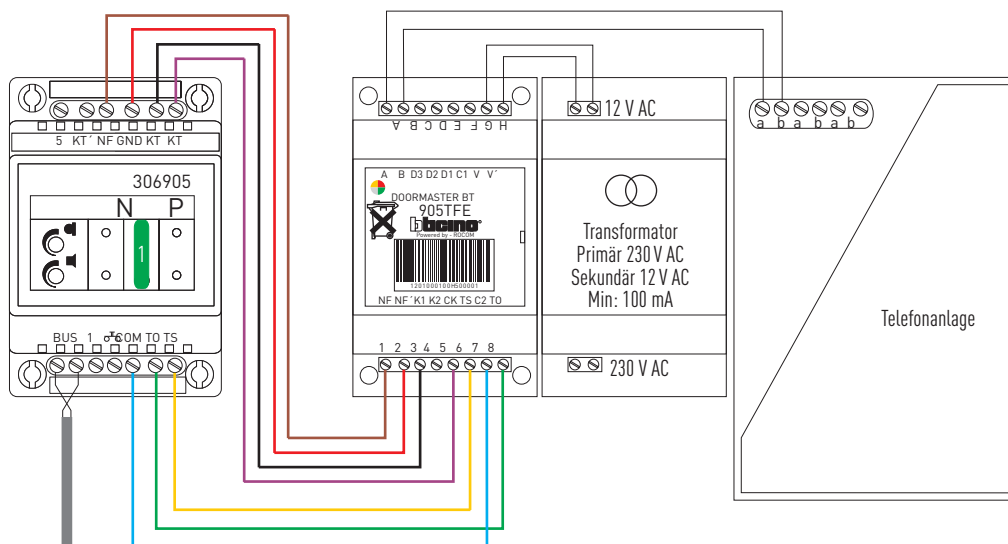 5 KT´ NF GND KT KT
306905
N P
1
BUS 1 COM TO TS
A B C D E F G H
A B D3 D2 D1 C1 V V´
DOORMASTER BT
905TFE
bticino
Powered by - ROCOM
1201000100H500001
NF NF´K1 K2 CK TS C2 TO
1 2 3 4 5 6 7 8
12 V AC
Transformator
Primär 230 V AC
Sekundär 12 V AC
Min: 100 mA
230 V AC
a b a b a b
Telefonanlage